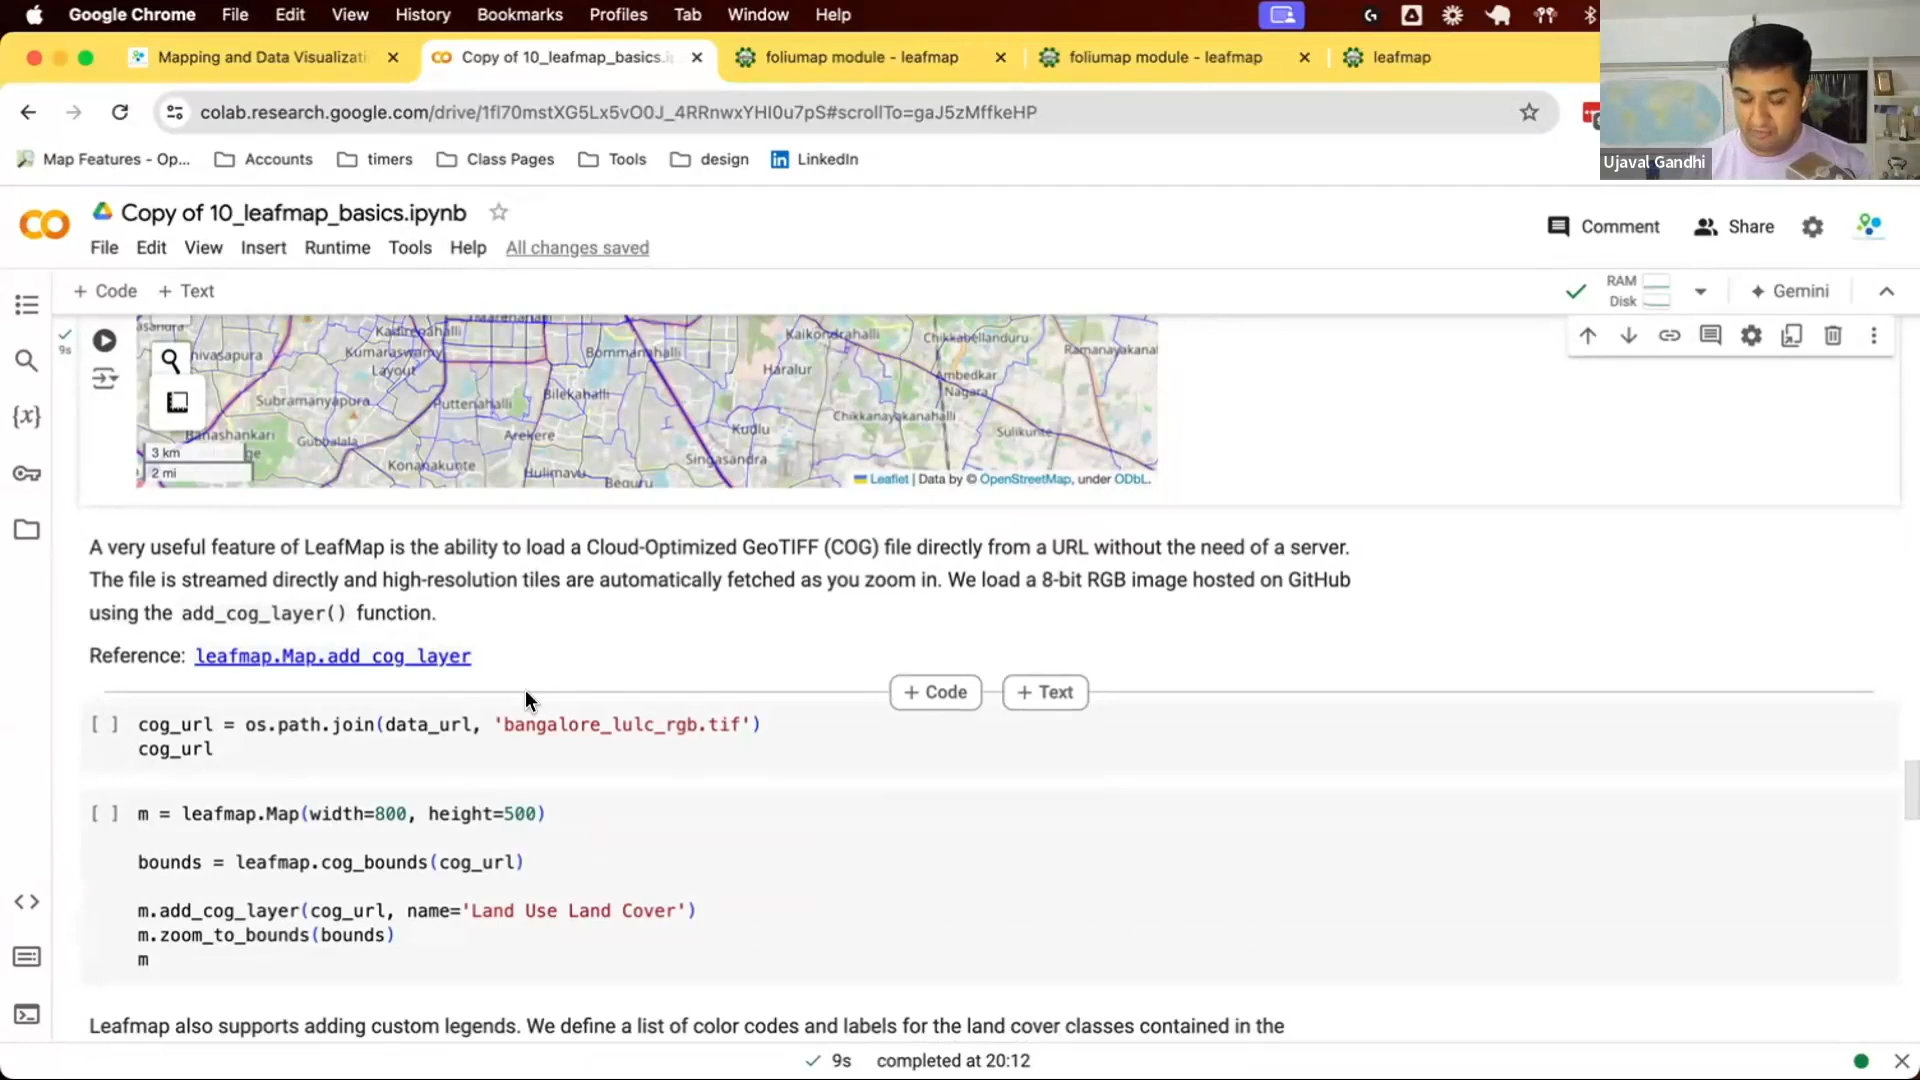 Google Chrome File Edit View History Bookmarks Profiles Tab Window Help
Mapping and Data Visualizati
Copy of 10_leafmap_basics.i
foliumap module - leafmap
foliumap module - leafmap
leafmap
colab.research.google.com/drive/1fl70mstXG5Lx5vO0J_4RRnwxYHI0u7pS#scrollTo=gaJ5zMffkeHP
Map Features - Op... Accounts timers Class Pages Tools design LinkedIn
Ujaval Gandhi
Copy of 10_leafmap_basics.ipynb
Comment Share
File Edit View Insert Runtime Tools Help All changes saved
+ Code + Text
RAM
Disk
Gemini
9s
Kadirenahalli
Kaikondrahalli
Chikkabellanduru
Ramanayakanal
nivasapura
Kumaraswamy
Layout
Bommanahalli
Haralur
Ambedkar
Nagara
Subramanyapura
Puttenahalli
Bilekahalli
Chikkanayakanahalli
Banashankari
Gubbalala
Arekere
Kudlu
Sulikunte
3 km
ge
2 mi
Konanakunte
Hulimavu
Singasandra
Beguru
Leaflet | Data by © OpenStreetMap, under ODbL.
A very useful feature of LeafMap is the ability to load a Cloud-Optimized GeoTIFF (COG) file directly from a URL without the need of a server.
The file is streamed directly and high-resolution tiles are automatically fetched as you zoom in. We load a 8-bit RGB image hosted on GitHub
using the add_cog_layer() function.
Reference: leafmap.Map.add_cog_layer
+ Code + Text
[ ] cog_url = os.path.join(data_url, 'bangalore_lulc_rgb.tif')
cog_url
[ ] m = leafmap.Map(width=800, height=500)
bounds = leafmap.cog_bounds(cog_url)
m.add_cog_layer(cog_url, name='Land Use Land Cover')
m.zoom_to_bounds(bounds)
m
Leafmap also supports adding custom legends. We define a list of color codes and labels for the land cover classes contained in the
9s completed at 20:12